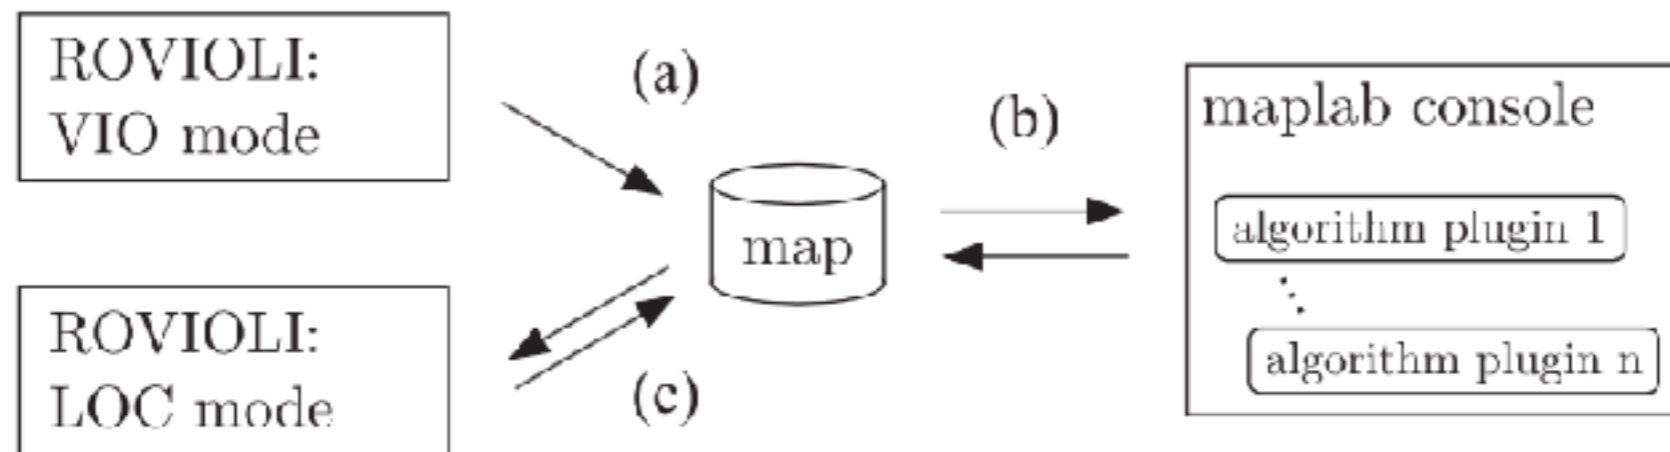 ROVIOLI:
VIO mode
(a)
(b)
maplab console
algorithm plugin 1
map
algorithm plugin n
ROVIOLI:
LOC mode
(c)